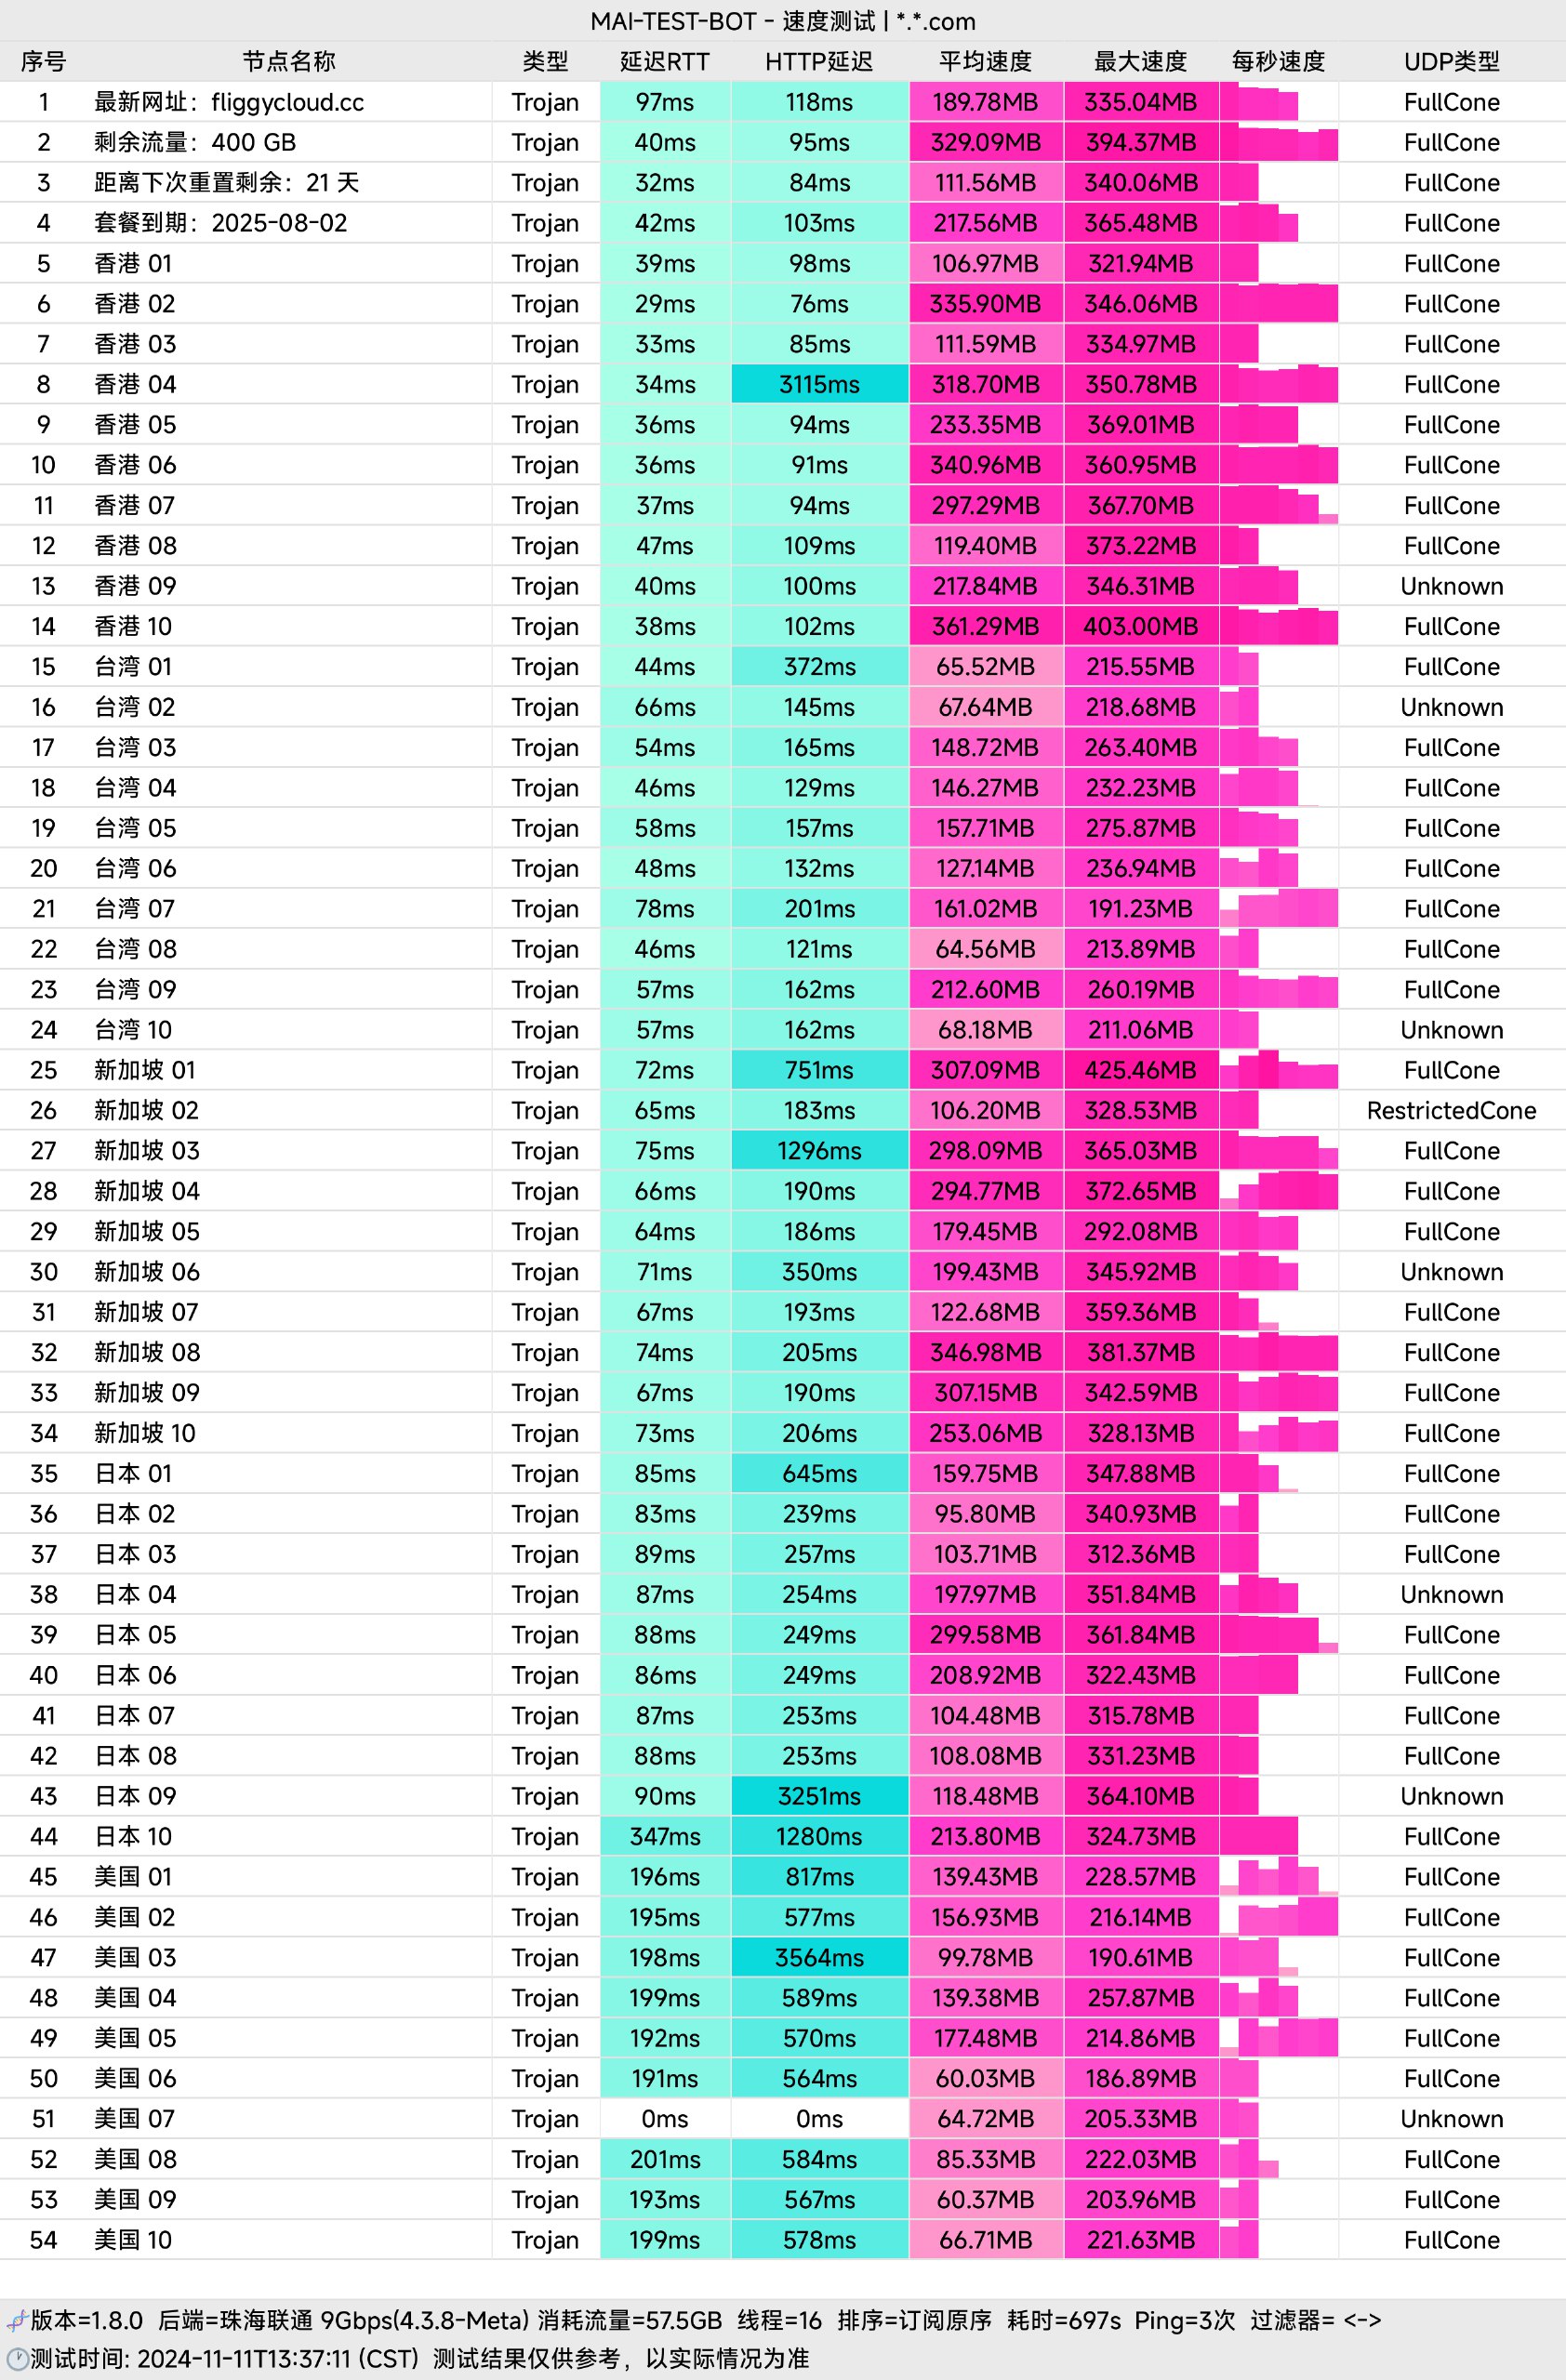 MAI-TEST-BOT - 速度测试 | *.*.com
序号 节点名称 类型 延迟RTT HTTP延迟 平均速度 最大速度 每秒速度 UDP类型
1 最新网址：fliggycloud.cc Trojan 97ms 118ms 189.78MB 335.04MB FullCone
2 剩余流量：400 GB Trojan 40ms 95ms 329.09MB 394.37MB FullCone
3 距离下次重置剩余：21 天 Trojan 32ms 84ms 111.56MB 340.06MB FullCone
4 套餐到期：2025-08-02 Trojan 42ms 103ms 217.56MB 365.48MB FullCone
5 香港 01 Trojan 39ms 98ms 106.97MB 321.94MB FullCone
6 香港 02 Trojan 29ms 76ms 335.90MB 346.06MB FullCone
7 香港 03 Trojan 33ms 85ms 111.59MB 334.97MB FullCone
8 香港 04 Trojan 34ms 3115ms 318.70MB 350.78MB FullCone
9 香港 05 Trojan 36ms 94ms 233.35MB 369.01MB FullCone
10 香港 06 Trojan 36ms 91ms 340.96MB 360.95MB FullCone
11 香港 07 Trojan 37ms 94ms 297.29MB 367.70MB FullCone
12 香港 08 Trojan 47ms 109ms 119.40MB 373.22MB FullCone
13 香港 09 Trojan 40ms 100ms 217.84MB 346.31MB Unknown
14 香港 10 Trojan 38ms 102ms 361.29MB 403.00MB FullCone
15 台湾 01 Trojan 44ms 372ms 65.52MB 215.55MB FullCone
16 台湾 02 Trojan 66ms 145ms 67.64MB 218.68MB Unknown
17 台湾 03 Trojan 54ms 165ms 148.72MB 263.40MB FullCone
18 台湾 04 Trojan 46ms 129ms 146.27MB 232.23MB FullCone
19 台湾 05 Trojan 58ms 157ms 157.71MB 275.87MB FullCone
20 台湾 06 Trojan 48ms 132ms 127.14MB 236.94MB FullCone
21 台湾 07 Trojan 78ms 201ms 161.02MB 191.23MB FullCone
22 台湾 08 Trojan 46ms 121ms 64.56MB 213.89MB FullCone
23 台湾 09 Trojan 57ms 162ms 212.60MB 260.19MB FullCone
24 台湾 10 Trojan 57ms 162ms 68.18MB 211.06MB Unknown
25 新加坡 01 Trojan 72ms 751ms 307.09MB 425.46MB FullCone
26 新加坡 02 Trojan 65ms 183ms 106.20MB 328.53MB RestrictedCone
27 新加坡 03 Trojan 75ms 1296ms 298.09MB 365.03MB FullCone
28 新加坡 04 Trojan 66ms 190ms 294.77MB 372.65MB FullCone
29 新加坡 05 Trojan 64ms 186ms 179.45MB 292.08MB FullCone
30 新加坡 06 Trojan 71ms 350ms 199.43MB 345.92MB Unknown
31 新加坡 07 Trojan 67ms 193ms 122.68MB 359.36MB FullCone
32 新加坡 08 Trojan 74ms 205ms 346.98MB 381.37MB FullCone
33 新加坡 09 Trojan 67ms 190ms 307.15MB 342.59MB FullCone
34 新加坡 10 Trojan 73ms 206ms 253.06MB 328.13MB FullCone
35 日本 01 Trojan 85ms 645ms 159.75MB 347.88MB FullCone
36 日本 02 Trojan 83ms 239ms 95.80MB 340.93MB FullCone
37 日本 03 Trojan 89ms 257ms 103.71MB 312.36MB FullCone
38 日本 04 Trojan 87ms 254ms 197.97MB 351.84MB Unknown
39 日本 05 Trojan 88ms 249ms 299.58MB 361.84MB FullCone
40 日本 06 Trojan 86ms 249ms 208.92MB 322.43MB FullCone
41 日本 07 Trojan 87ms 253ms 104.48MB 315.78MB FullCone
42 日本 08 Trojan 88ms 253ms 108.08MB 331.23MB FullCone
43 日本 09 Trojan 90ms 3251ms 118.48MB 364.10MB Unknown
44 日本 10 Trojan 347ms 1280ms 213.80MB 324.73MB FullCone
45 美国 01 Trojan 196ms 817ms 139.43MB 228.57MB FullCone
46 美国 02 Trojan 195ms 577ms 156.93MB 216.14MB FullCone
47 美国 03 Trojan 198ms 3564ms 99.78MB 190.61MB FullCone
48 美国 04 Trojan 199ms 589ms 139.38MB 257.87MB FullCone
49 美国 05 Trojan 192ms 570ms 177.48MB 214.86MB FullCone
50 美国 06 Trojan 191ms 564ms 60.03MB 186.89MB FullCone
51 美国 07 Trojan 0ms 0ms 64.72MB 205.33MB Unknown
52 美国 08 Trojan 201ms 584ms 85.33MB 222.03MB FullCone
53 美国 09 Trojan 193ms 567ms 60.37MB 203.96MB FullCone
54 美国 10 Trojan 199ms 578ms 66.71MB 221.63MB FullCone
版本=1.8.0 后端=珠海联通 9Gbps(4.3.8-Meta) 消耗流量=57.5GB 线程=16 排序=订阅原序 耗时=697s Ping=3次 过滤器= <->
测试时间: 2024-11-11T13:37:11 (CST) 测试结果仅供参考，以实际情况为准